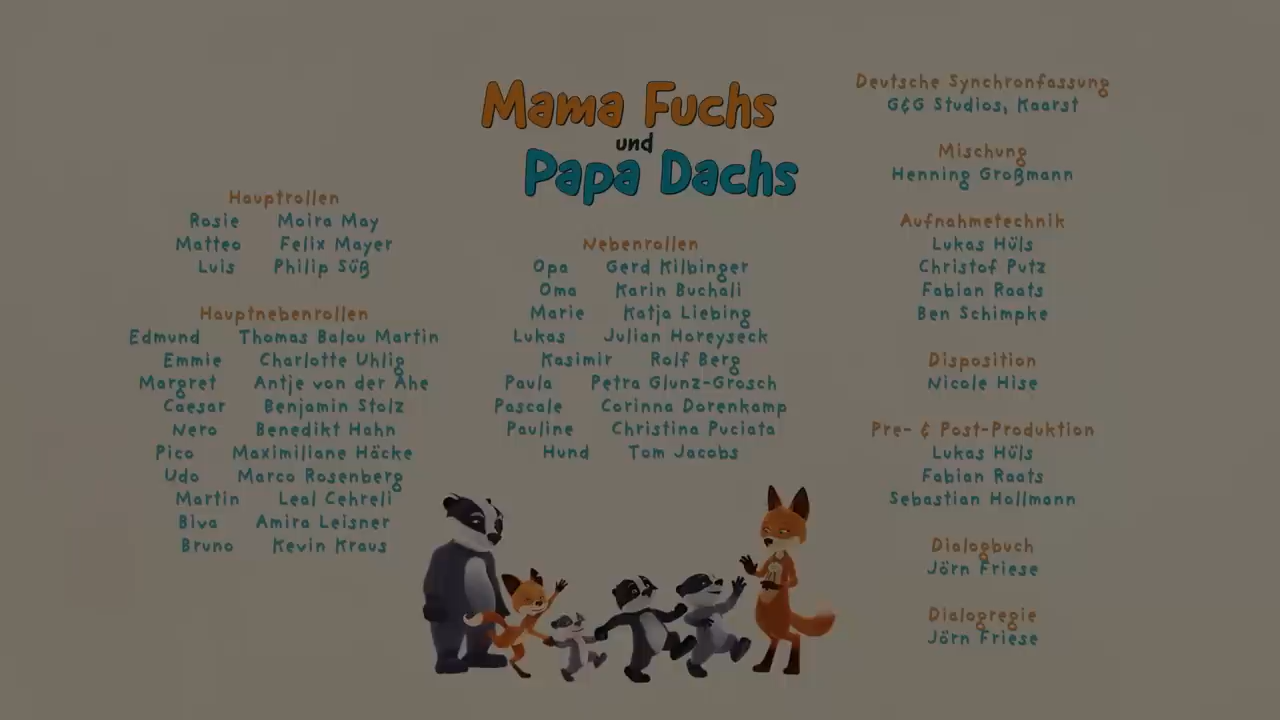 Mama Fuchs
und
Papa Dachs
Hauptrollen
Rosie Moira May
Matteo Felix Mayer
Luis Philip Süß
Hauptnebenrollen
Edmund Thomas Balou Martin
Emmie Charlotte Uhlig
Margret Antje von der Ahe
Caesar Benjamin Stolz
Nero Benedikt Hahn
Pico Maximiliane Häcke
Udo Marco Rosenberg
Martin Leal Cehreli
Biva Amira Leisner
Bruno Kevin Kraus
Nebenrollen
Opa Gerd Kilbinger
Oma Karin Buchali
Marie Katja Liebing
Lukas Julian Horeyseck
Kasimir Rolf Berg
Paula Petra Glunz-Grosch
Pascale Corinna Dorenkamp
Pauline Christina Puciata
Hund Tom Jacobs
Deutsche Synchronfassung
G&G Studios, Kaarst
Mischung
Henning Großmann
Aufnahmetechnik
Lukas Hüls
Christof Putz
Fabian Raats
Ben Schimpke
Disposition
Nicole Hise
Pre- & Post-Produktion
Lukas Hüls
Fabian Raats
Sebastian Hollmann
Dialogbuch
Jörn Friese
Dialogregie
Jörn Friese